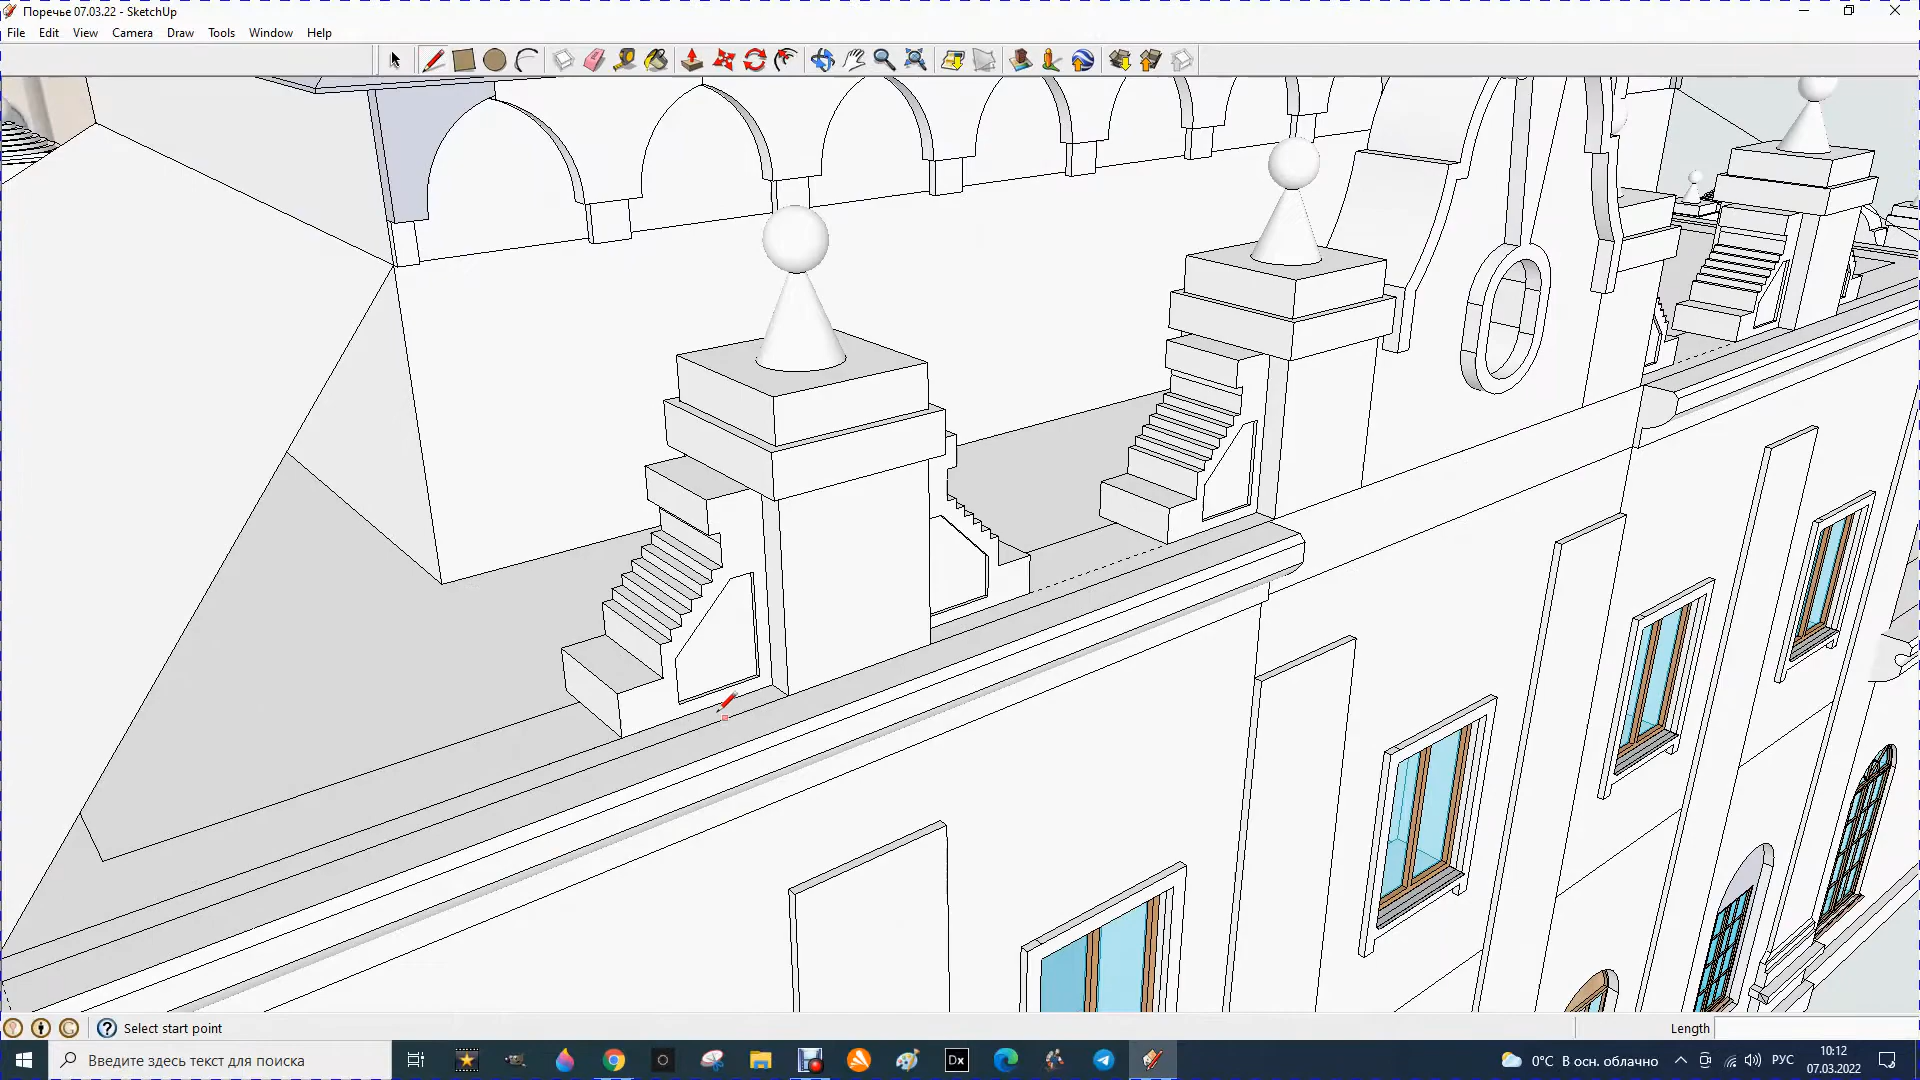 Поречье 07.03.22 - SketchUp
File Edit View Camera Draw Tools Window Help
Select start point
Length
Введите здесь текст для поиска
Dx
0°C В осн. облачно
РУС
10:12
07.03.2022